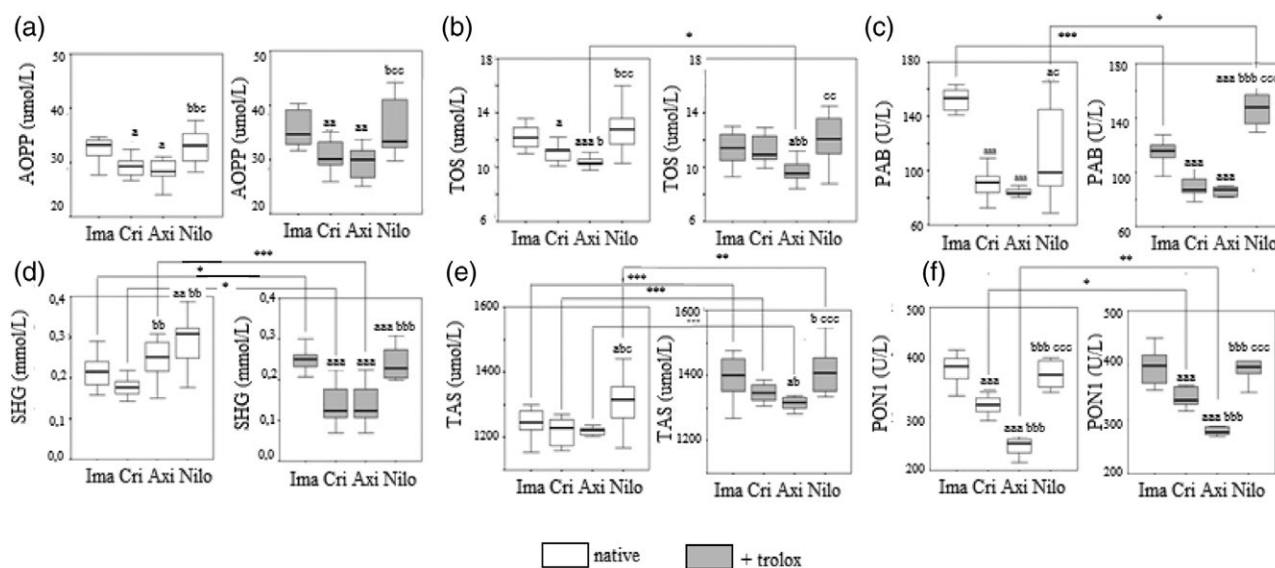 (a)
50
40
30
20
AOPP (umol/L)
a
a
bbc
Ima Cri Axi Nilo
50
40
30
20
AOPP (umol/L)
aa
aa
bcc
Ima Cri Axi Nilo
(b)
*
18
16
14
12
10
8
6
TOS (umol/L)
a
aaa b
bcc
Ima Cri Axi Nilo
18
16
14
12
10
8
6
TOS (umol/L)
abb
cc
Ima Cri Axi Nilo
(c)
*
***
180
140
100
60
PAB (U/L)
aaa
aaa
ac
Ima Cri Axi Nilo
180
140
100
60
PAB (U/L)
aaa
aaa
aaa bbb ccc
Ima Cri Axi Nilo
(d)
***
*
*
0,4
0,3
0,2
0,1
0,0
SHG (mmol/L)
bb
aa bb
Ima Cri Axi Nilo
0,4
0,3
0,2
0,1
0,0
SHG (mmol/L)
aaa
aaa
aaa bbb
Ima Cri Axi Nilo
(e)
**
***
***
***
1600
1400
1200
TAS (umol/L)
abc
Ima Cri Axi Nilo
1600
1400
1200
TAS (umol/L)
ab
b ccc
Ima Cri Axi Nilo
(f)
**
*
500
400
300
200
PON1 (U/L)
aaa
aaa bbb
bbb ccc
Ima Cri Axi Nilo
500
400
300
200
PON1 (U/L)
aaa
aaa bbb
bbb ccc
Ima Cri Axi Nilo
native
+ trolox